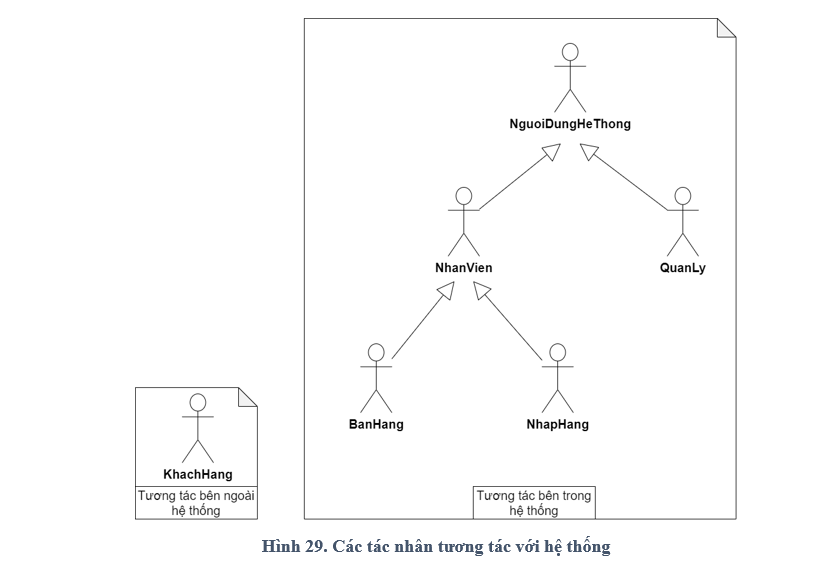 NguoiDungHeThong
NhanVien
QuanLy
BanHang
NhapHang
KhachHang
Tương tác bên ngoài
hệ thống
Tương tác bên trong
hệ thống
Hình 29. Các tác nhân tương tác với hệ thống